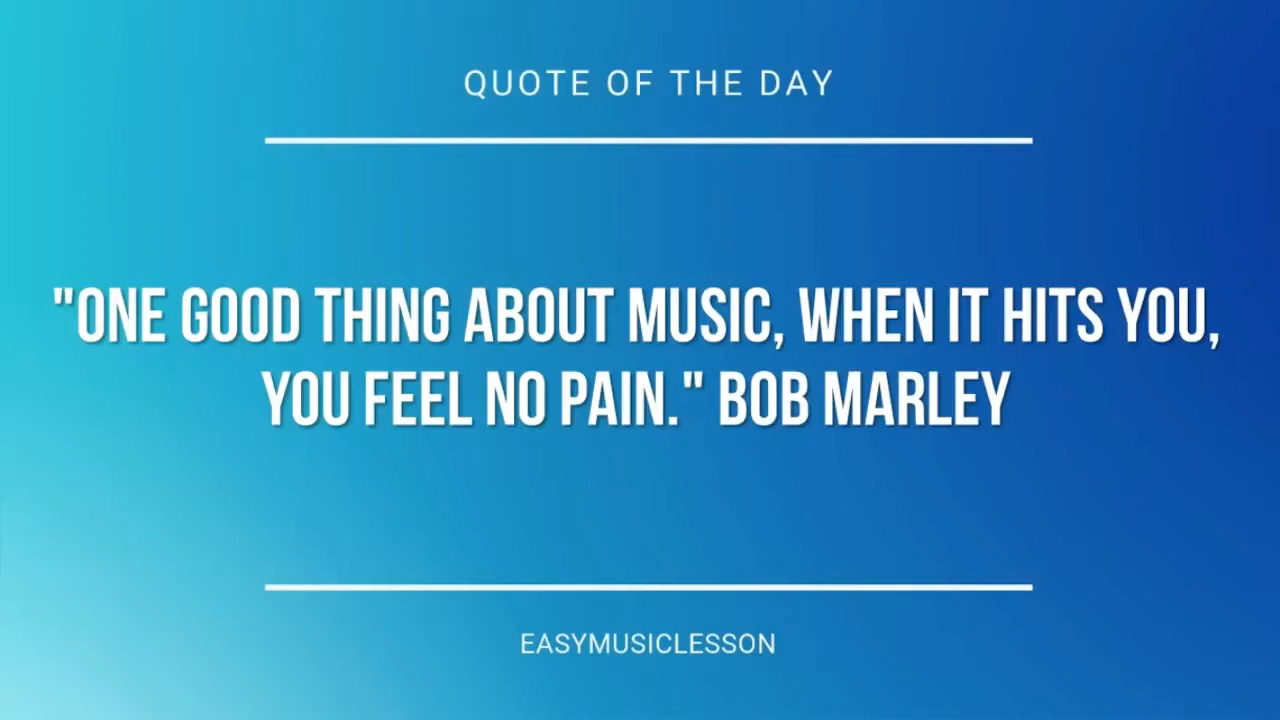 QUOTE OF THE DAY
"ONE GOOD THING ABOUT MUSIC, WHEN IT HITS YOU,
YOU FEEL NO PAIN." BOB MARLEY
EASYMUSICLESSON